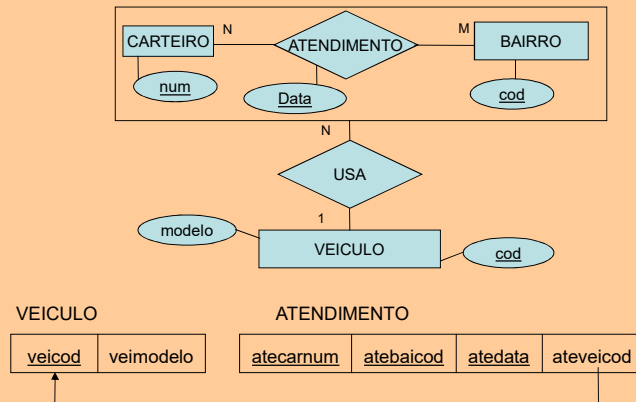 CARTEIRO N ATENDIMENTO M BAIRRO
num Data cod
N
USA
1
modelo VEICULO cod
VEICULO ATENDIMENTO
veicod veimodelo atecarnum atebaicod atedata ateveicod